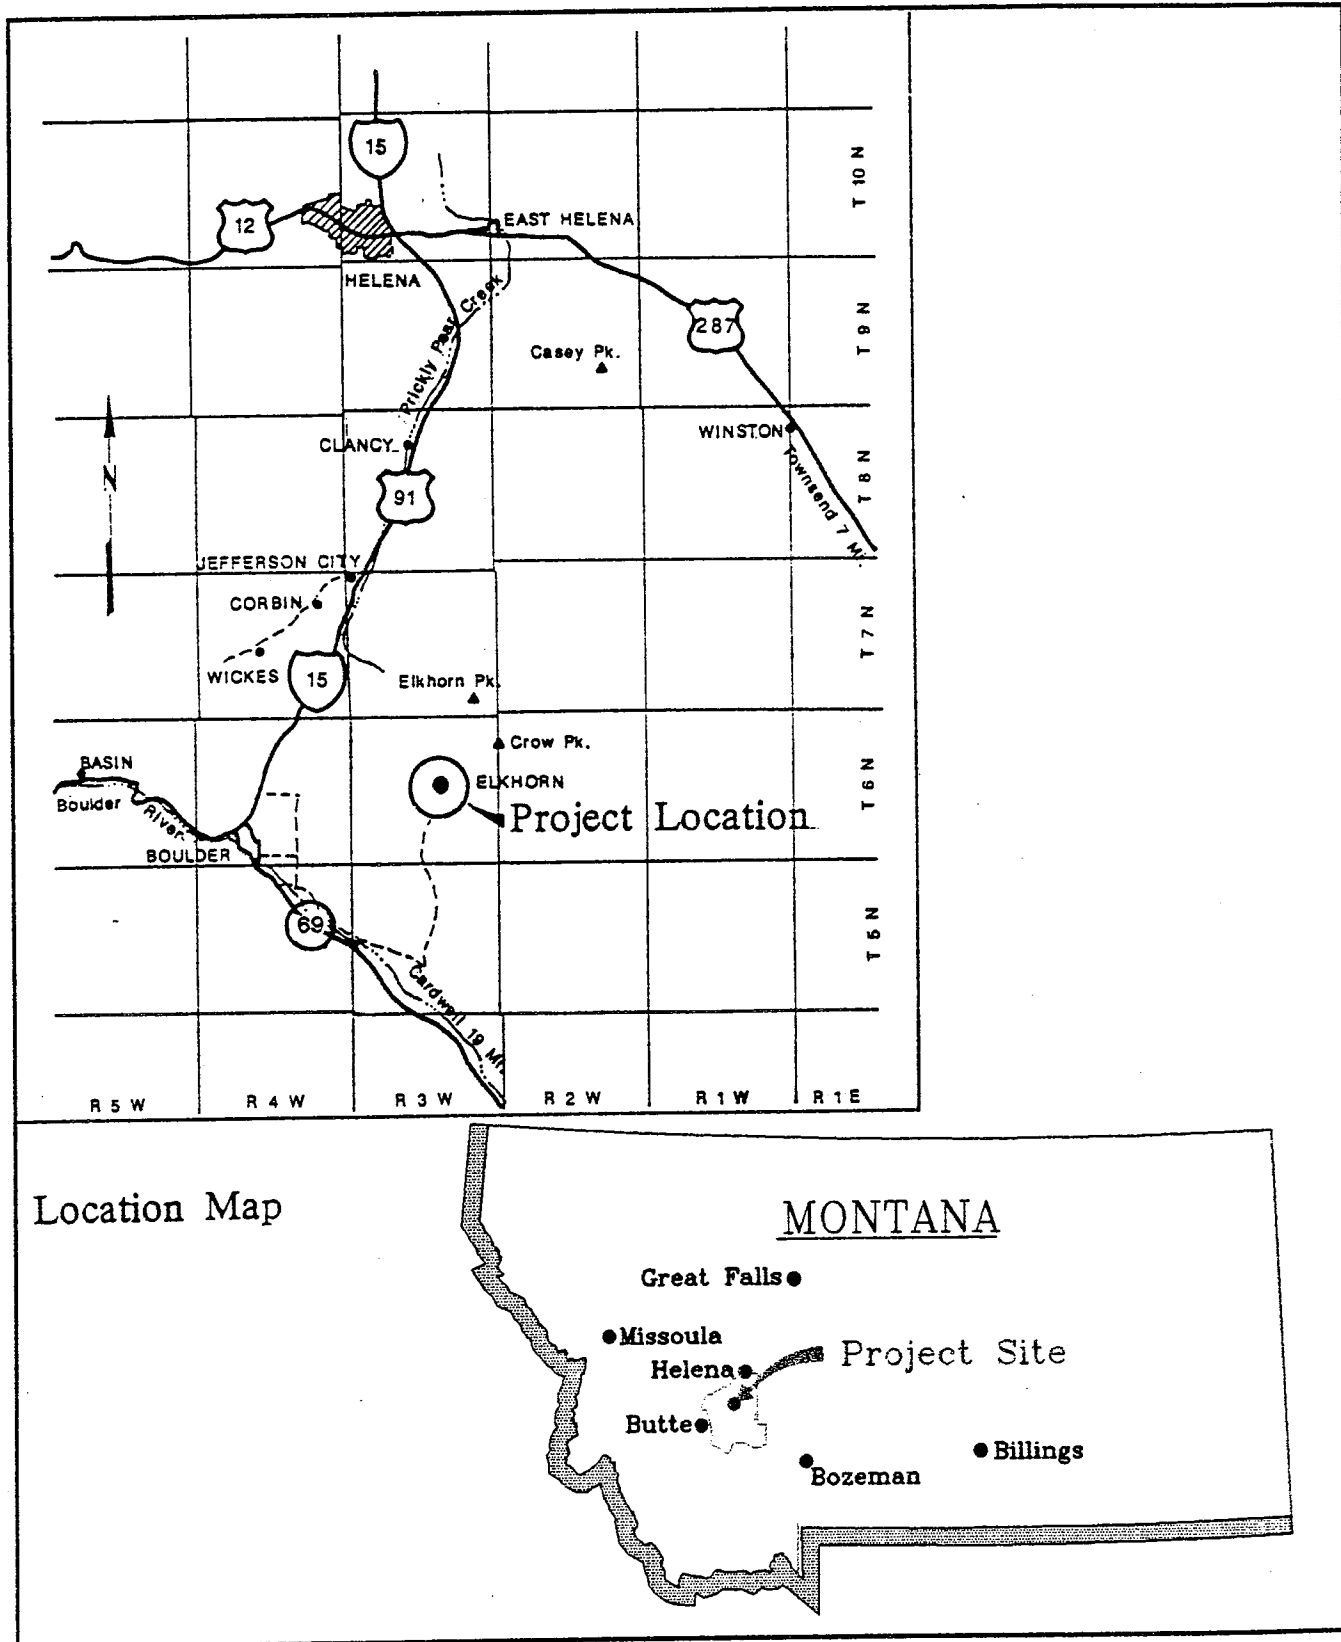 15
T 10 N
12
EAST HELENA
HELENA
Prickly Pear Creek
287
T 9 N
Casey Pk.
CLANCY
WINSTON
Townsend 7 Mi.
T 8 N
N
91
JEFFERSON CITY
CORBIN
T 7 N
WICKES
15
Elkhorn Pk.
Crow Pk.
BASIN
ELKHORN
T 6 N
Boulder River
Project Location
BOULDER
69
T 5 N
Cardwell 19 Mi.
R 5 W
R 4 W
R 3 W
R 2 W
R 1 W
R 1 E
Location Map
MONTANA
Great Falls
Missoula
Helena
Project Site
Butte
Billings
Bozeman